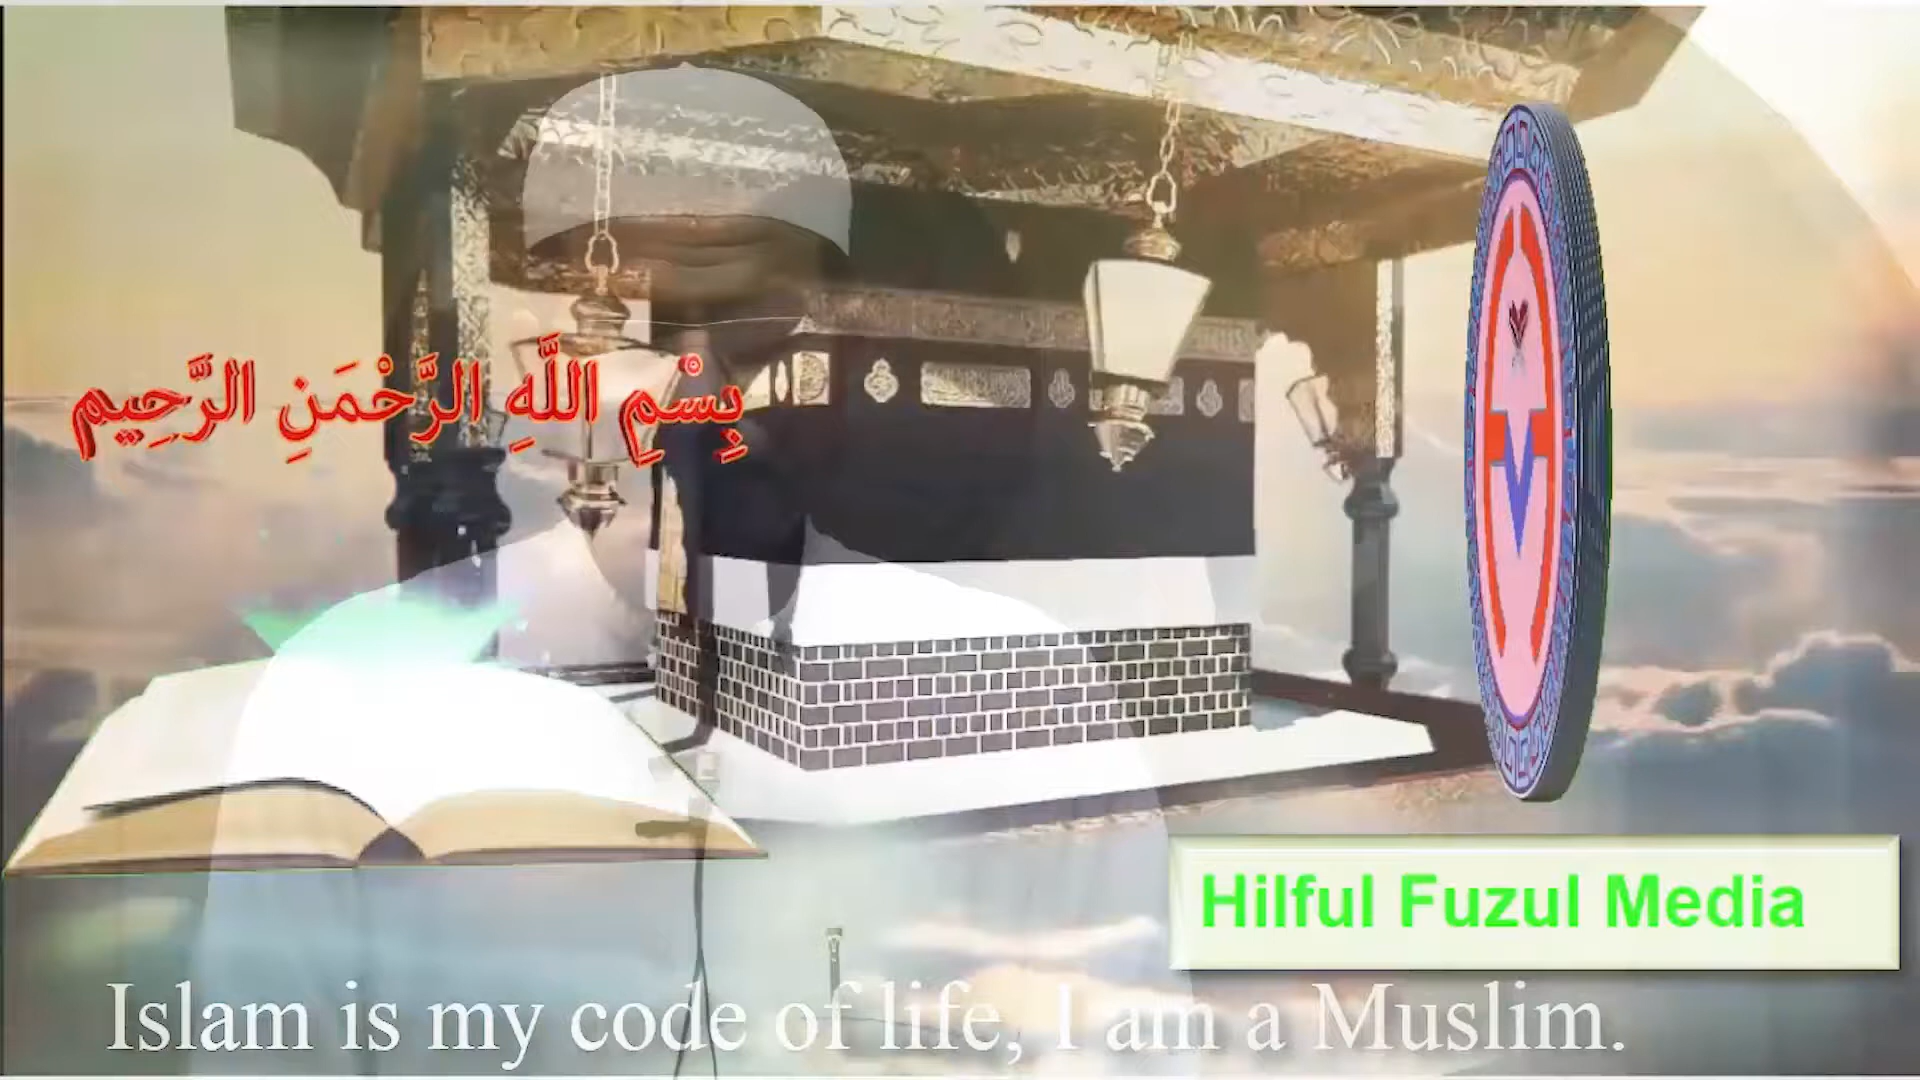 بِسْمِ اللَّهِ الرَّحْمَنِ الرَّحِيمِ
Hilful Fuzul Media
Islam is my code of life, I am a Muslim.